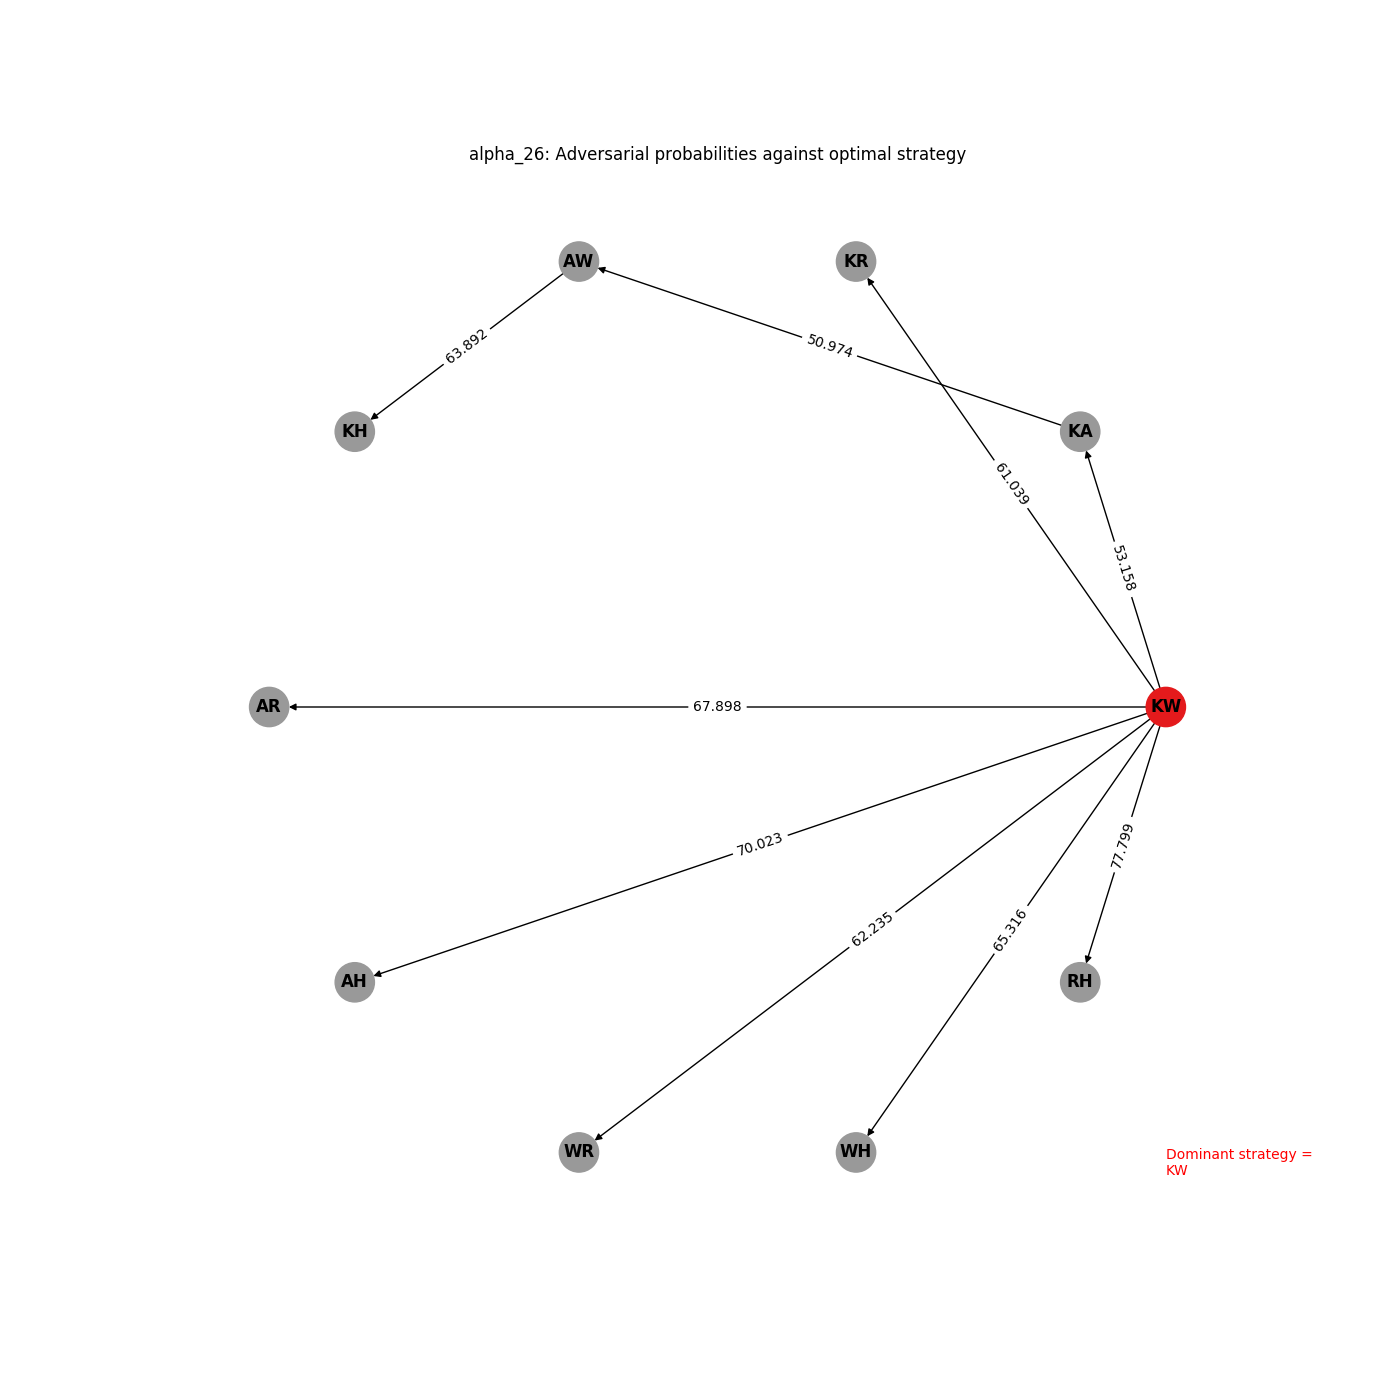 alpha_26: Adversarial probabilities against optimal strategy
AW
KR
63.892
50.974
KH
KA
61.039
53.158
AR
67.898
KW
70.023
77.799
62.235
65.316
AH
RH
WR
WH
Dominant strategy =
KW